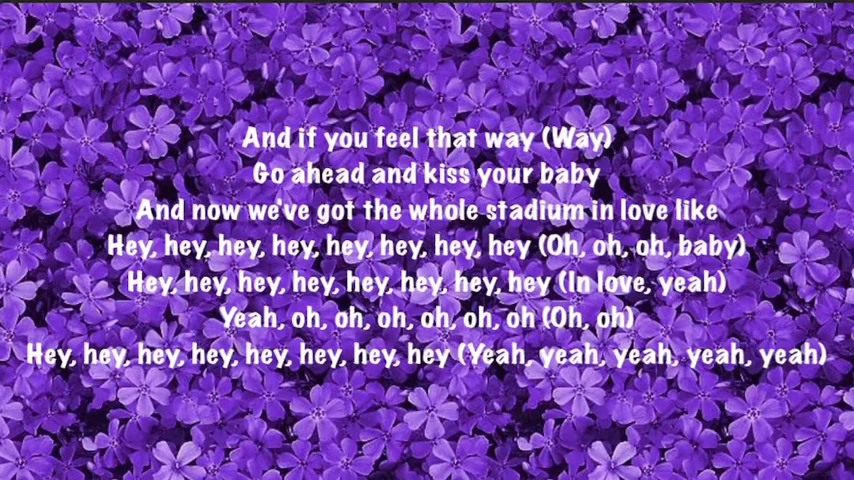 And if you feel that way (Way)
Go ahead and kiss your baby
And now we've got the whole stadium in love like
Hey, hey, hey, hey, hey, hey, hey, hey (Oh, oh, oh, baby)
Hey, hey, hey, hey, hey, hey, hey, hey (In love, yeah)
Yeah, oh, oh, oh, oh, oh, oh (Oh, oh)
Hey, hey, hey, hey, hey, hey, hey, hey (Yeah, yeah, yeah, yeah, yeah)